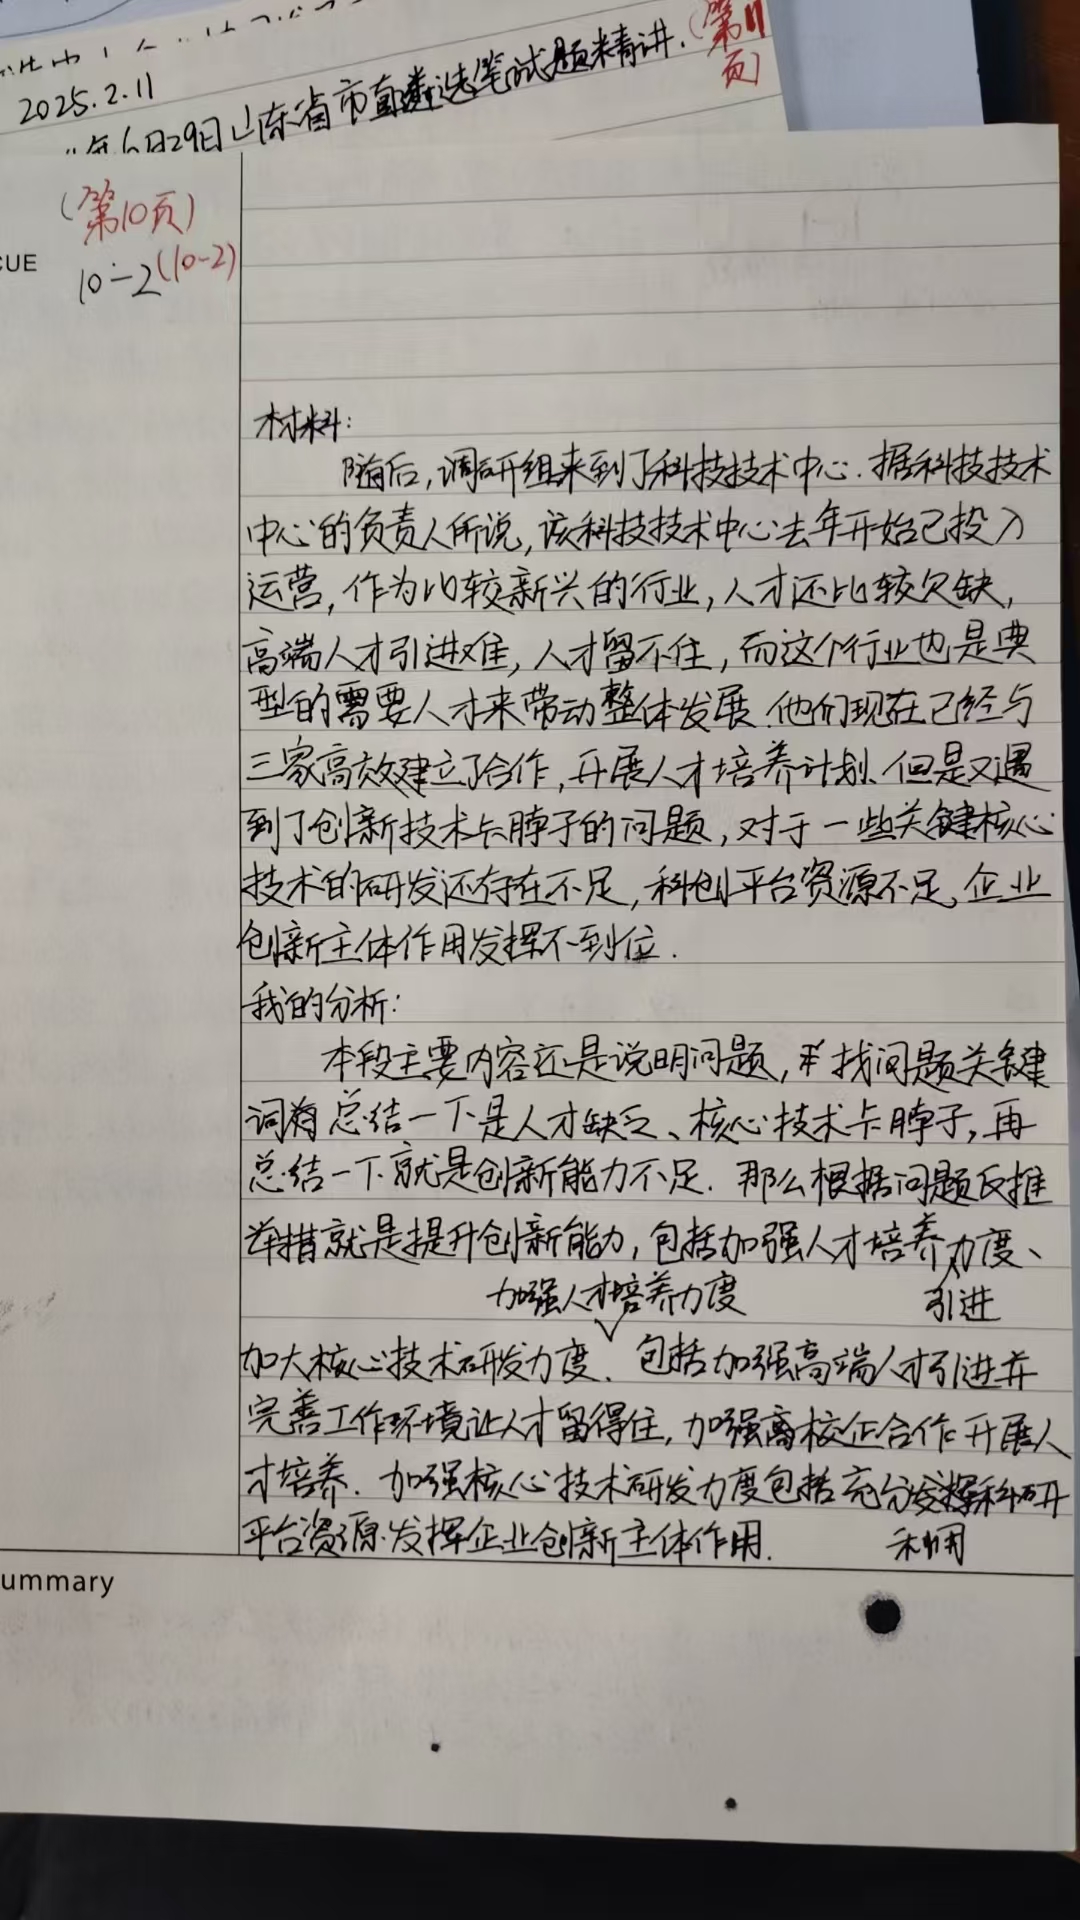 2025.2.11
年6月29日山东省市直遴选笔试题精讲.
(第11页)
(第10页)
CUE
10-2(10-2)
材料:
随后,调研组来到了科技技术中心.据科技技术
中心的负责人所说,该科技技术中心去年开始已投入
运营,作为比较新兴的行业,人才还比较欠缺,
高端人才引进难,人才留不住,而这个行业也是典
型的需要人才来带动整体发展.他们现在已经与
三家高效建立了合作,开展人才培养计划.但是又遇
到了创新技术卡脖子的问题,对于一些关键核心
技术的研发还存在不足,科创平台资源不足,企业
创新主体作用发挥不到位.
我的分析:
本段主要内容还是说明问题,找问题关键
词 总结一下是人才缺乏、核心技术卡脖子,再
总结一下就是创新能力不足.那么根据问题反推
举措就是提升创新能力,包括加强人才培养力度、
加强人才培养力度 引进
加大核心技术研发力度.包括加强高端人才引进并
完善工作环境让人才留得住,加强高校企合作开展人
才培养.加强核心技术研发力度包括充分发挥科研
平台资源.发挥企业创新主体作用. 利用
ummary